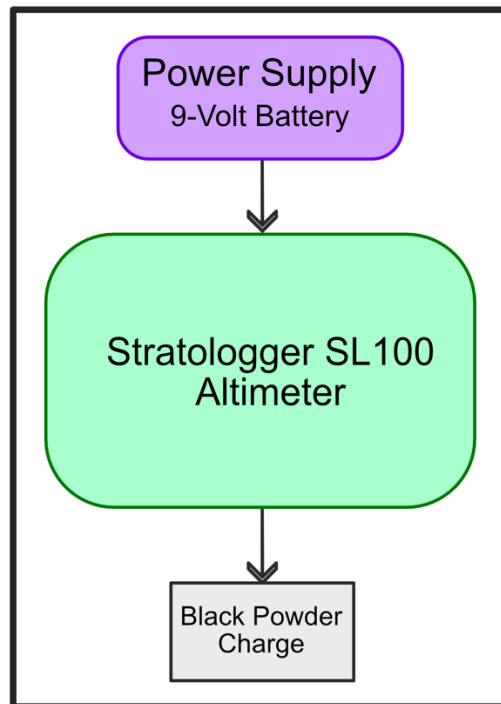 Power Supply
9-Volt Battery
Stratologger SL100
Altimeter
Black Powder
Charge